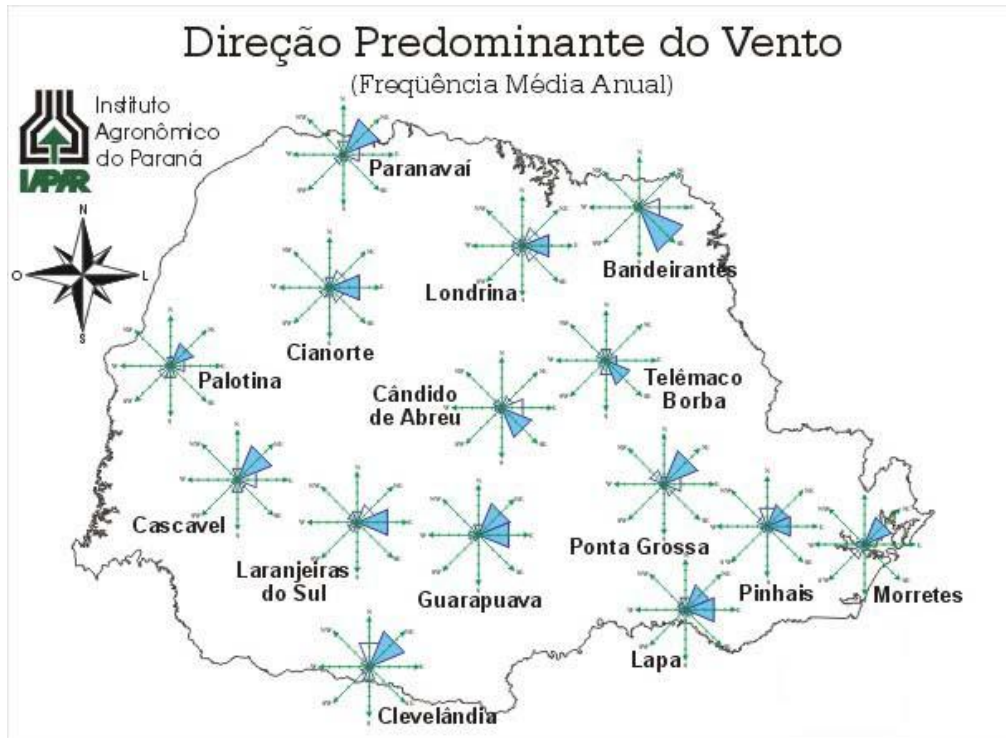 Direção Predominante do Vento
(Freqüência Média Anual)
Instituto
Agronômico
do Paraná
IAPAR
N
O
L
S
Paranavaí
Bandeirantes
Londrina
Cianorte
Palotina
Telêmaco
Borba
Cândido
de Abreu
Cascavel
Laranjeiras
do Sul
Guarapuava
Ponta Grossa
Pinhais
Morretes
Lapa
Clevelândia